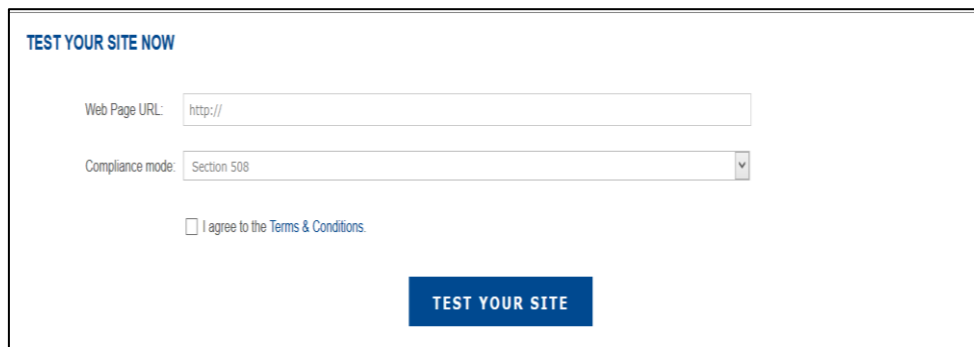 TEST YOUR SITE NOW
Web Page URL: http://
Compliance mode: Section 508
I agree to the Terms & Conditions.
TEST YOUR SITE